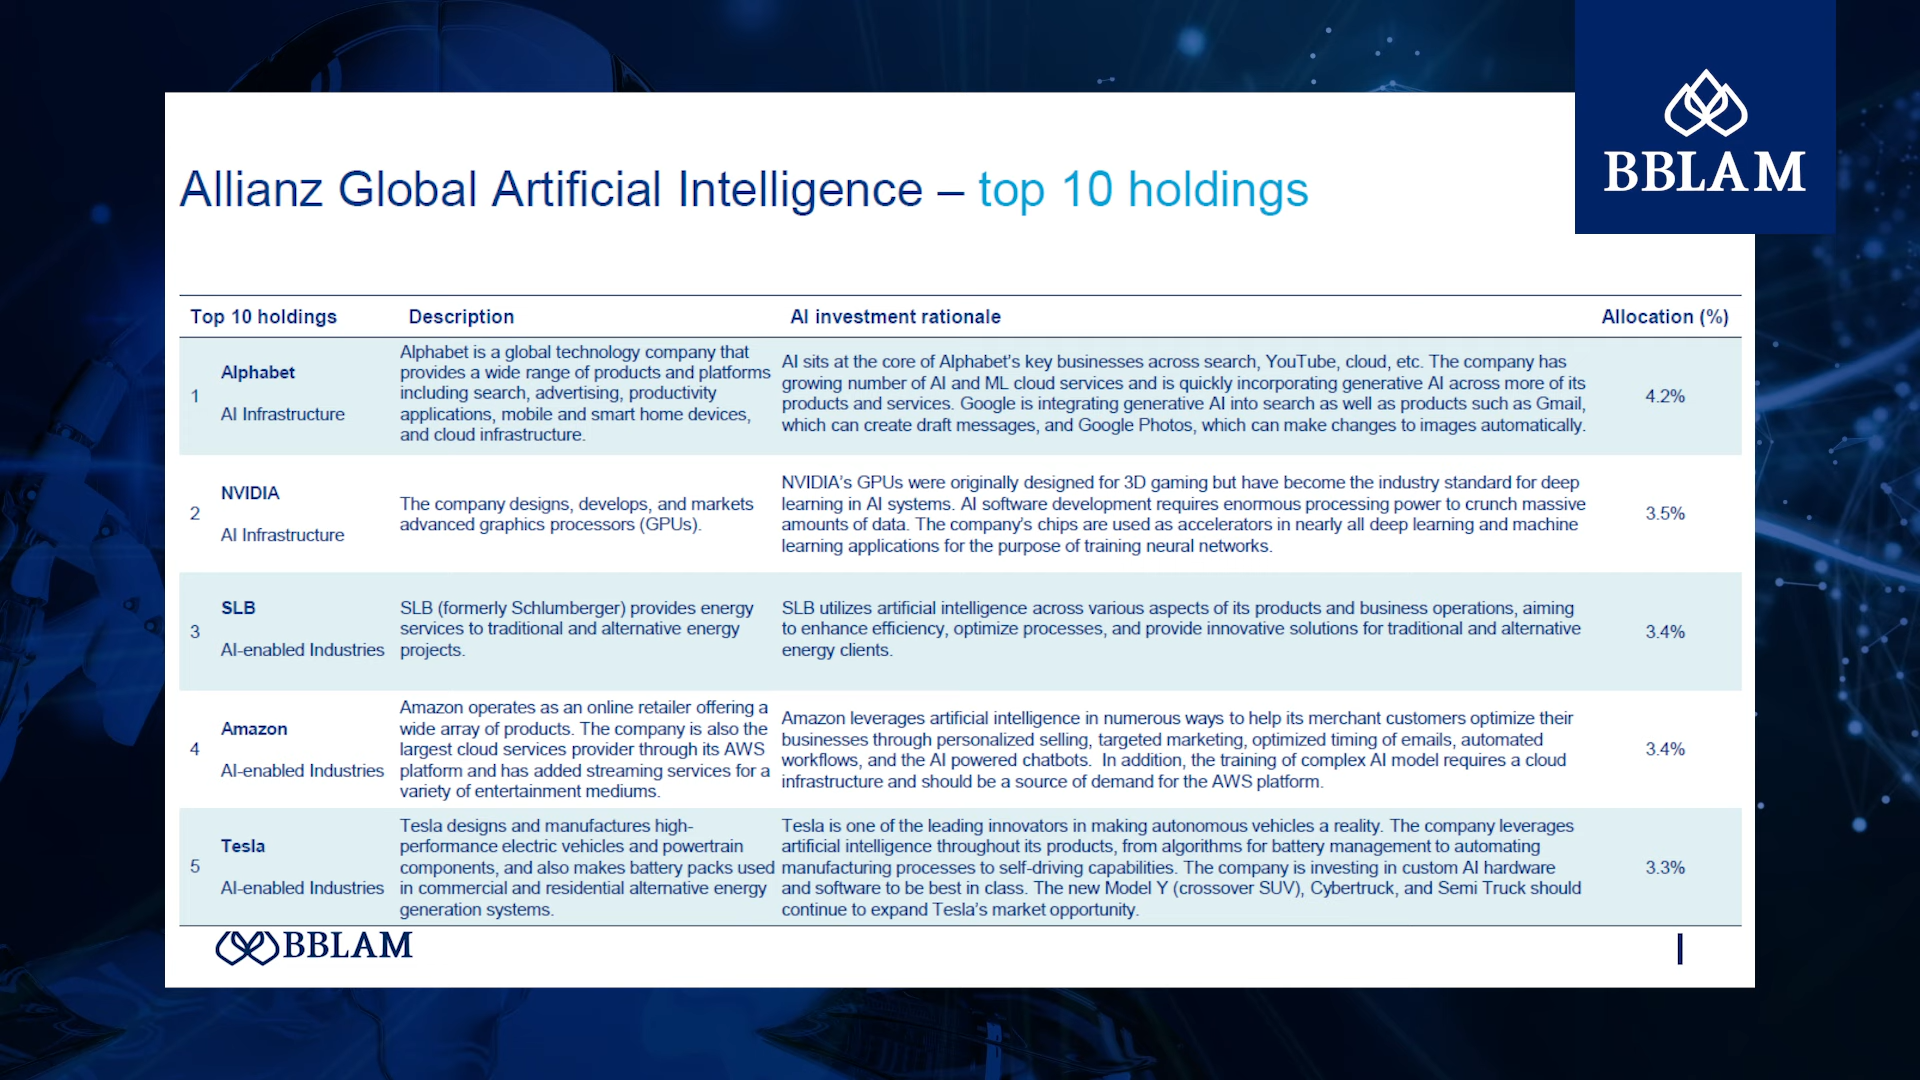 BBLAM
Allianz Global Artificial Intelligence – top 10 holdings
Top 10 holdings Description AI investment rationale Allocation (%)
1
Alphabet
AI Infrastructure
Alphabet is a global technology company that
provides a wide range of products and platforms
including search, advertising, productivity
applications, mobile and smart home devices,
and cloud infrastructure.
AI sits at the core of Alphabet's key businesses across search, YouTube, cloud, etc. The company has
growing number of AI and ML cloud services and is quickly incorporating generative AI across more of its
products and services. Google is integrating generative AI into search as well as products such as Gmail,
which can create draft messages, and Google Photos, which can make changes to images automatically.
4.2%
2
NVIDIA
AI Infrastructure
The company designs, develops, and markets
advanced graphics processors (GPUs).
NVIDIA's GPUs were originally designed for 3D gaming but have become the industry standard for deep
learning in AI systems. AI software development requires enormous processing power to crunch massive
amounts of data. The company's chips are used as accelerators in nearly all deep learning and machine
learning applications for the purpose of training neural networks.
3.5%
3
SLB
AI-enabled Industries
SLB (formerly Schlumberger) provides energy
services to traditional and alternative energy
projects.
SLB utilizes artificial intelligence across various aspects of its products and business operations, aiming
to enhance efficiency, optimize processes, and provide innovative solutions for traditional and alternative
energy clients.
3.4%
4
Amazon
AI-enabled Industries
Amazon operates as an online retailer offering a
wide array of products. The company is also the
largest cloud services provider through its AWS
platform and has added streaming services for a
variety of entertainment mediums.
Amazon leverages artificial intelligence in numerous ways to help its merchant customers optimize their
businesses through personalized selling, targeted marketing, optimized timing of emails, automated
workflows, and the AI powered chatbots. In addition, the training of complex AI model requires a cloud
infrastructure and should be a source of demand for the AWS platform.
3.4%
5
Tesla
AI-enabled Industries
Tesla designs and manufactures high-
performance electric vehicles and powertrain
components, and also makes battery packs used
in commercial and residential alternative energy
generation systems.
Tesla is one of the leading innovators in making autonomous vehicles a reality. The company leverages
artificial intelligence throughout its products, from algorithms for battery management to automating
manufacturing processes to self-driving capabilities. The company is investing in custom AI hardware
and software to be best in class. The new Model Y (crossover SUV), Cybertruck, and Semi Truck should
continue to expand Tesla's market opportunity.
3.3%
BBLAM